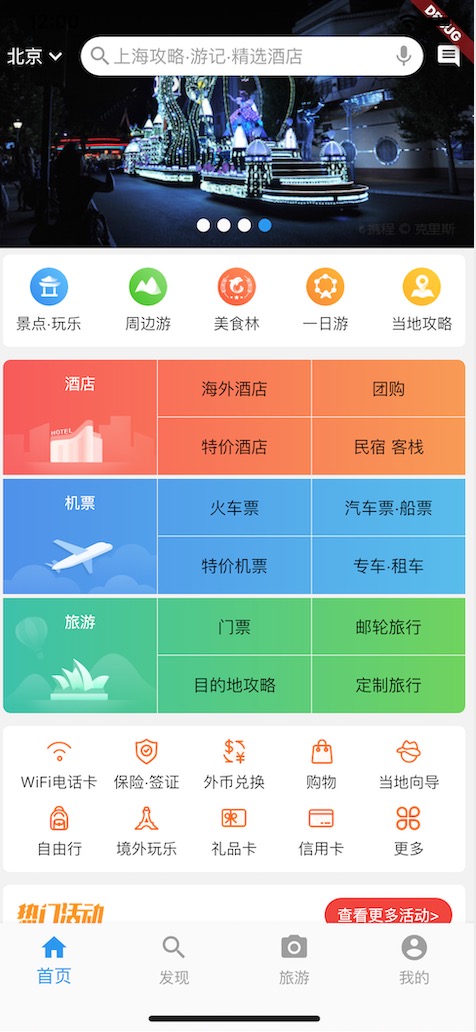 12:00
DEBUG
北京
上海攻略·游记·精选酒店
携程 © 克里斯
景点·玩乐 周边游 美食林 一日游 当地攻略
酒店 海外酒店 团购
HOTEL
特价酒店 民宿 客栈
机票 火车票 汽车票·船票
特价机票 专车·租车
旅游 门票 邮轮旅行
目的地攻略 定制旅行
WiFi电话卡 保险·签证 外币兑换 购物 当地向导
自由行 境外玩乐 礼品卡 信用卡 更多
热门活动 查看更多活动>
首页 发现 旅游 我的